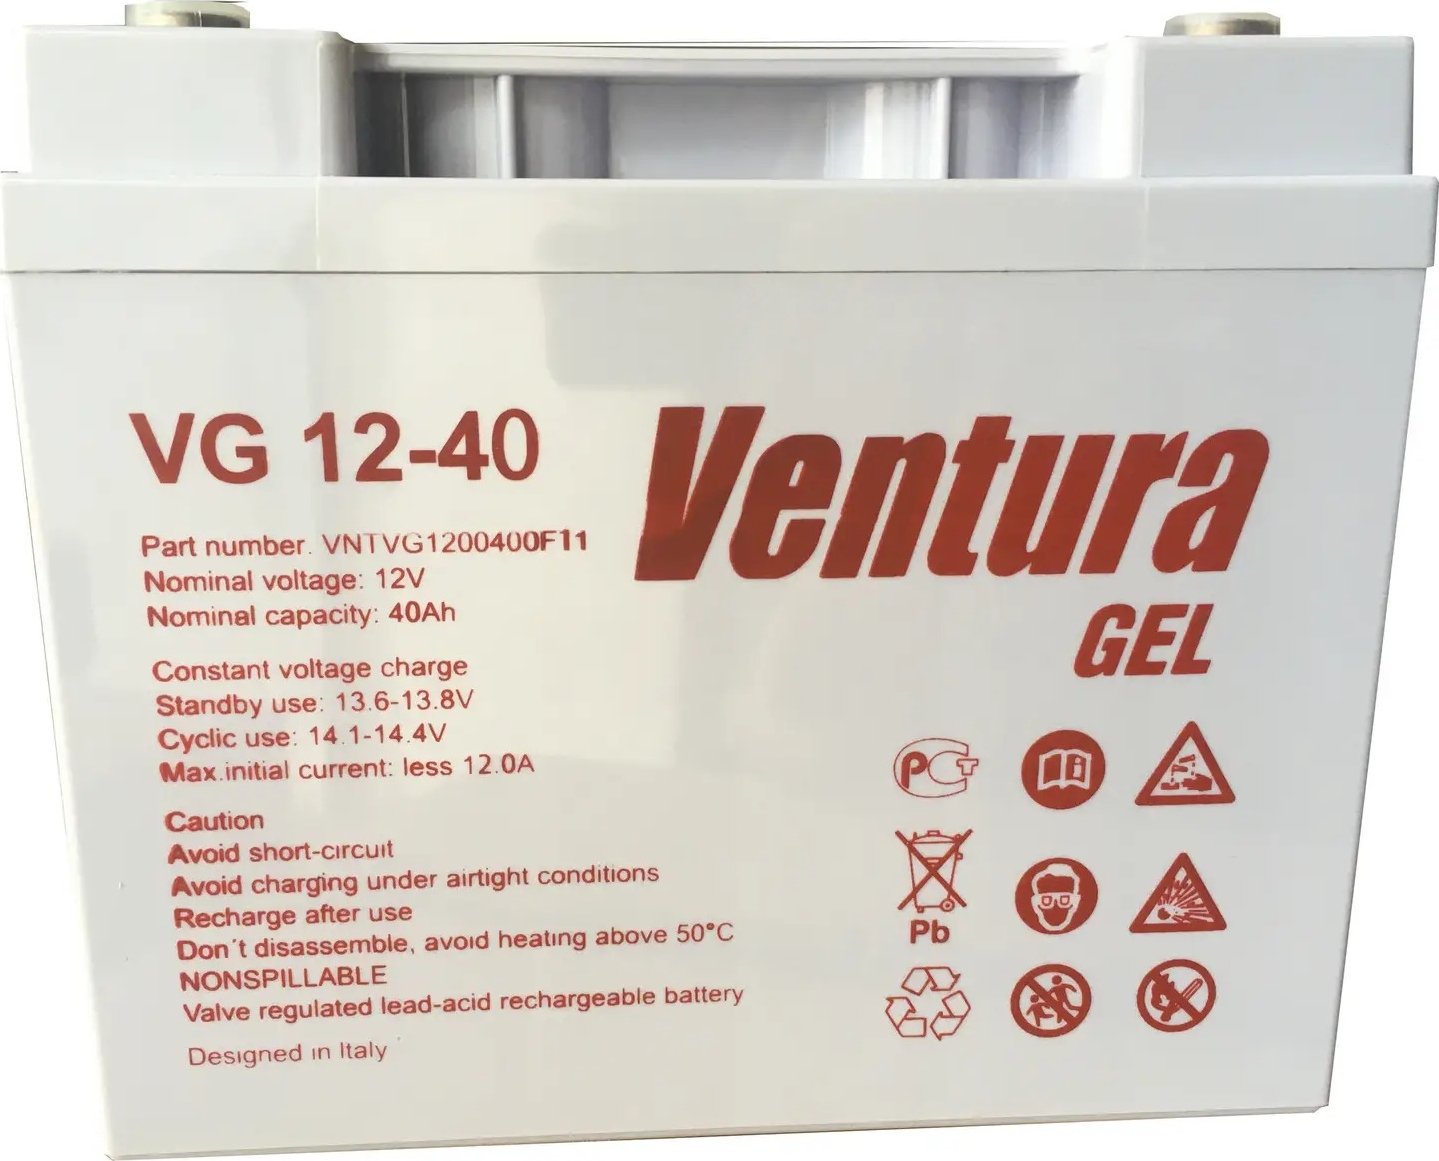 VG 12-40
Ventura
GEL
Part number. VNTVG1200400F11
Nominal voltage: 12V
Nominal capacity: 40Ah
Constant voltage charge
Standby use: 13.6-13.8V
Cyclic use: 14.1-14.4V
Max.initial current: less 12.0A
Caution
Avoid short-circuit
Avoid charging under airtight conditions
Recharge after use
Don't disassemble, avoid heating above 50°C
NONSPILLABLE
Valve regulated lead-acid rechargeable battery
Designed in Italy
РСТ
i
Pb